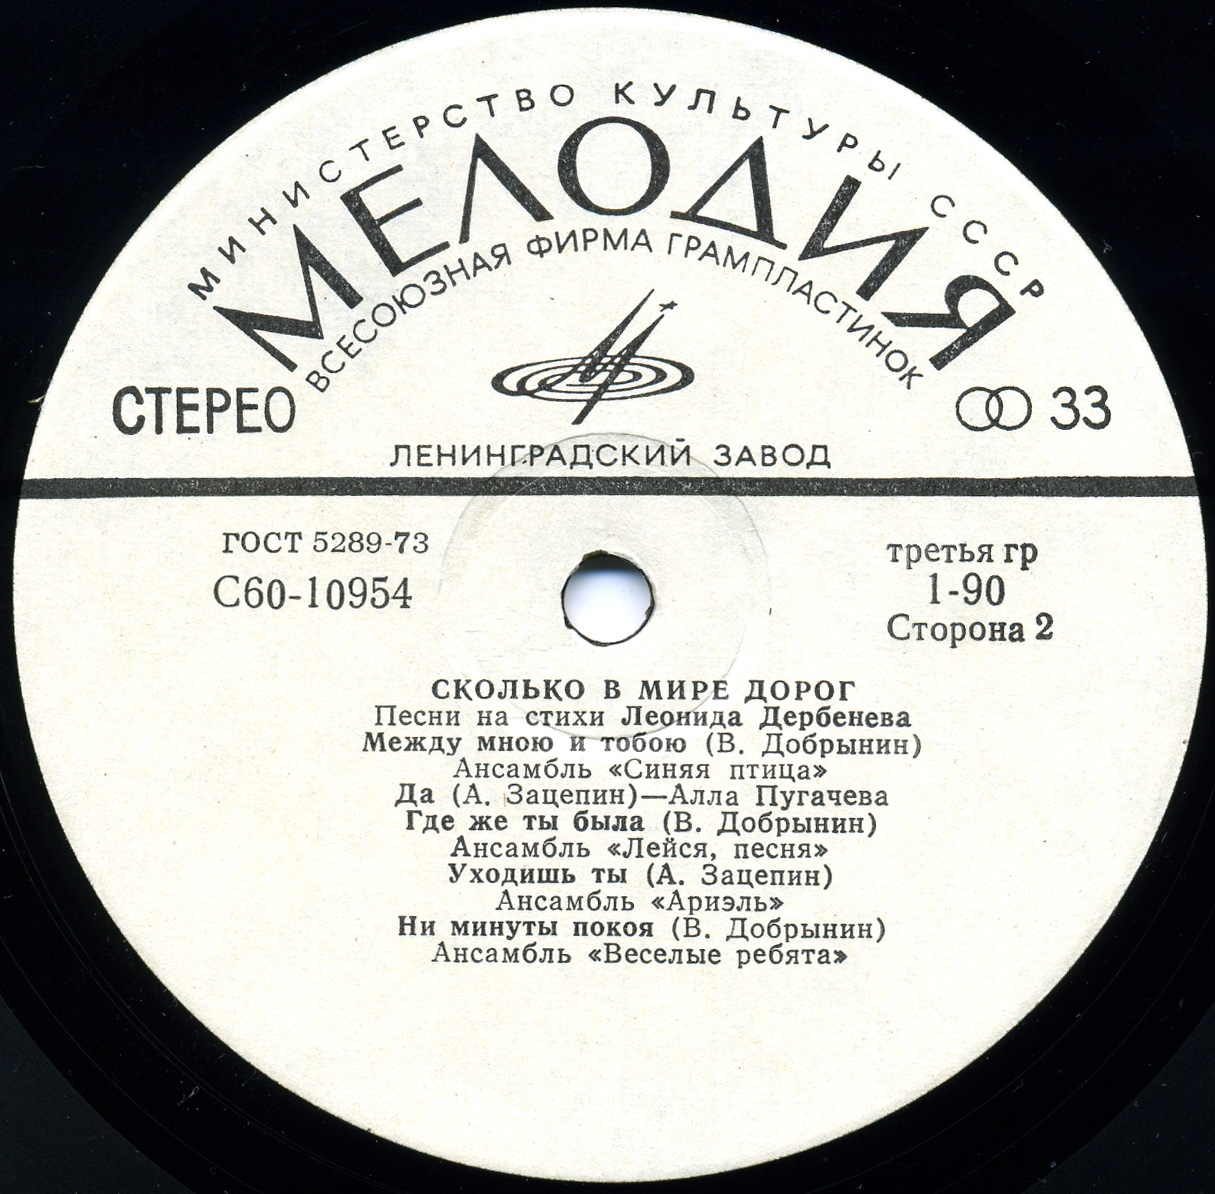 МИНИСТЕРСТВО КУЛЬТУРЫ СССР
МЕЛОДИЯ
ВСЕСОЮЗНАЯ ФИРМА ГРАМПЛАСТИНОК
СТЕРЕО
33
ЛЕНИНГРАДСКИЙ ЗАВОД
ГОСТ 5289-73
С60-10954
третья гр
1-90
Сторона 2
СКОЛЬКО В МИРЕ ДОРОГ
Песни на стихи Леонида Дербенева
Между мною и тобою (В. Добрынин)
Ансамбль «Синяя птица»
Да (А. Зацепин)—Алла Пугачева
Где же ты была (В. Добрынин)
Ансамбль «Лейся, песня»
Уходишь ты (А. Зацепин)
Ансамбль «Ариэль»
Ни минуты покоя (В. Добрынин)
Ансамбль «Веселые ребята»